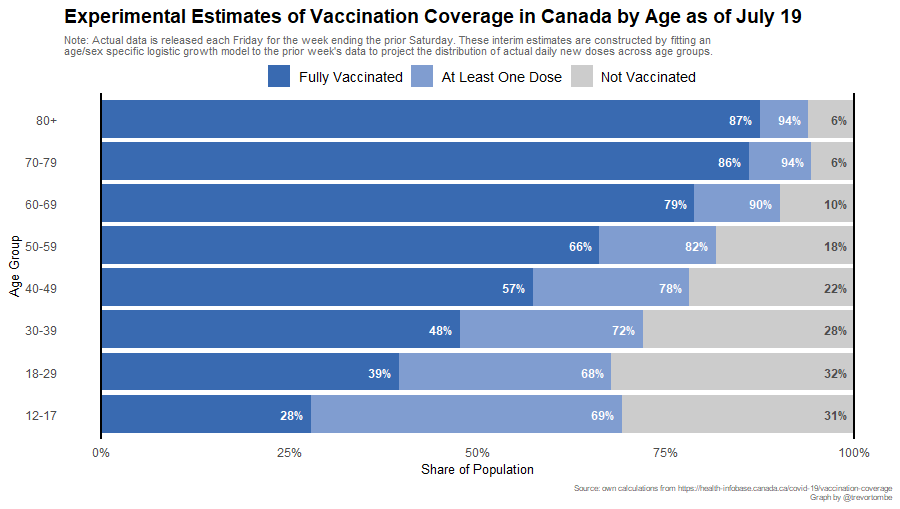 Experimental Estimates of Vaccination Coverage in Canada by Age as of July 19
Note: Actual data is released each Friday for the week ending the prior Saturday. These interim estimates are constructed by fitting an
age/sex specific logistic growth model to the prior week's data to project the distribution of actual daily new doses across age groups.
Fully Vaccinated At Least One Dose Not Vaccinated
80+ 87% 94% 6%
70-79 86% 94% 6%
60-69 79% 90% 10%
50-59 66% 82% 18%
40-49 57% 78% 22%
30-39 48% 72% 28%
18-29 39% 68% 32%
12-17 28% 69% 31%
Age Group
0% 25% 50% 75% 100%
Share of Population
Source: own calculations from https://health-infobase.canada.ca/covid-19/vaccination-coverage
Graph by @trevortombe